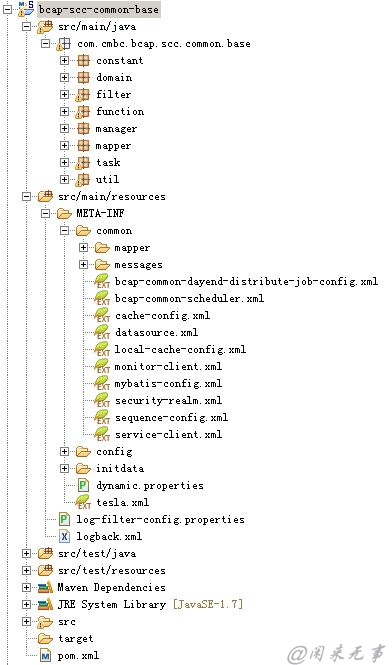 bcap-scc-common-base
src/main/java
com.cmbc.bcap.scc.common.base
constant
domain
filter
function
manager
mapper
task
util
src/main/resources
META-INF
common
mapper
messages
bcap-common-dayend-distribute-job-config.xml
bcap-common-scheduler.xml
cache-config.xml
datasource.xml
local-cache-config.xml
monitor-client.xml
mybatis-config.xml
security-realm.xml
sequence-config.xml
service-client.xml
config
initdata
dynamic.properties
tesla.xml
log-filter-config.properties
logback.xml
src/test/java
src/test/resources
Maven Dependencies
JRE System Library [JavaSE-1.7]
src
target
pom.xml
@闲来无事